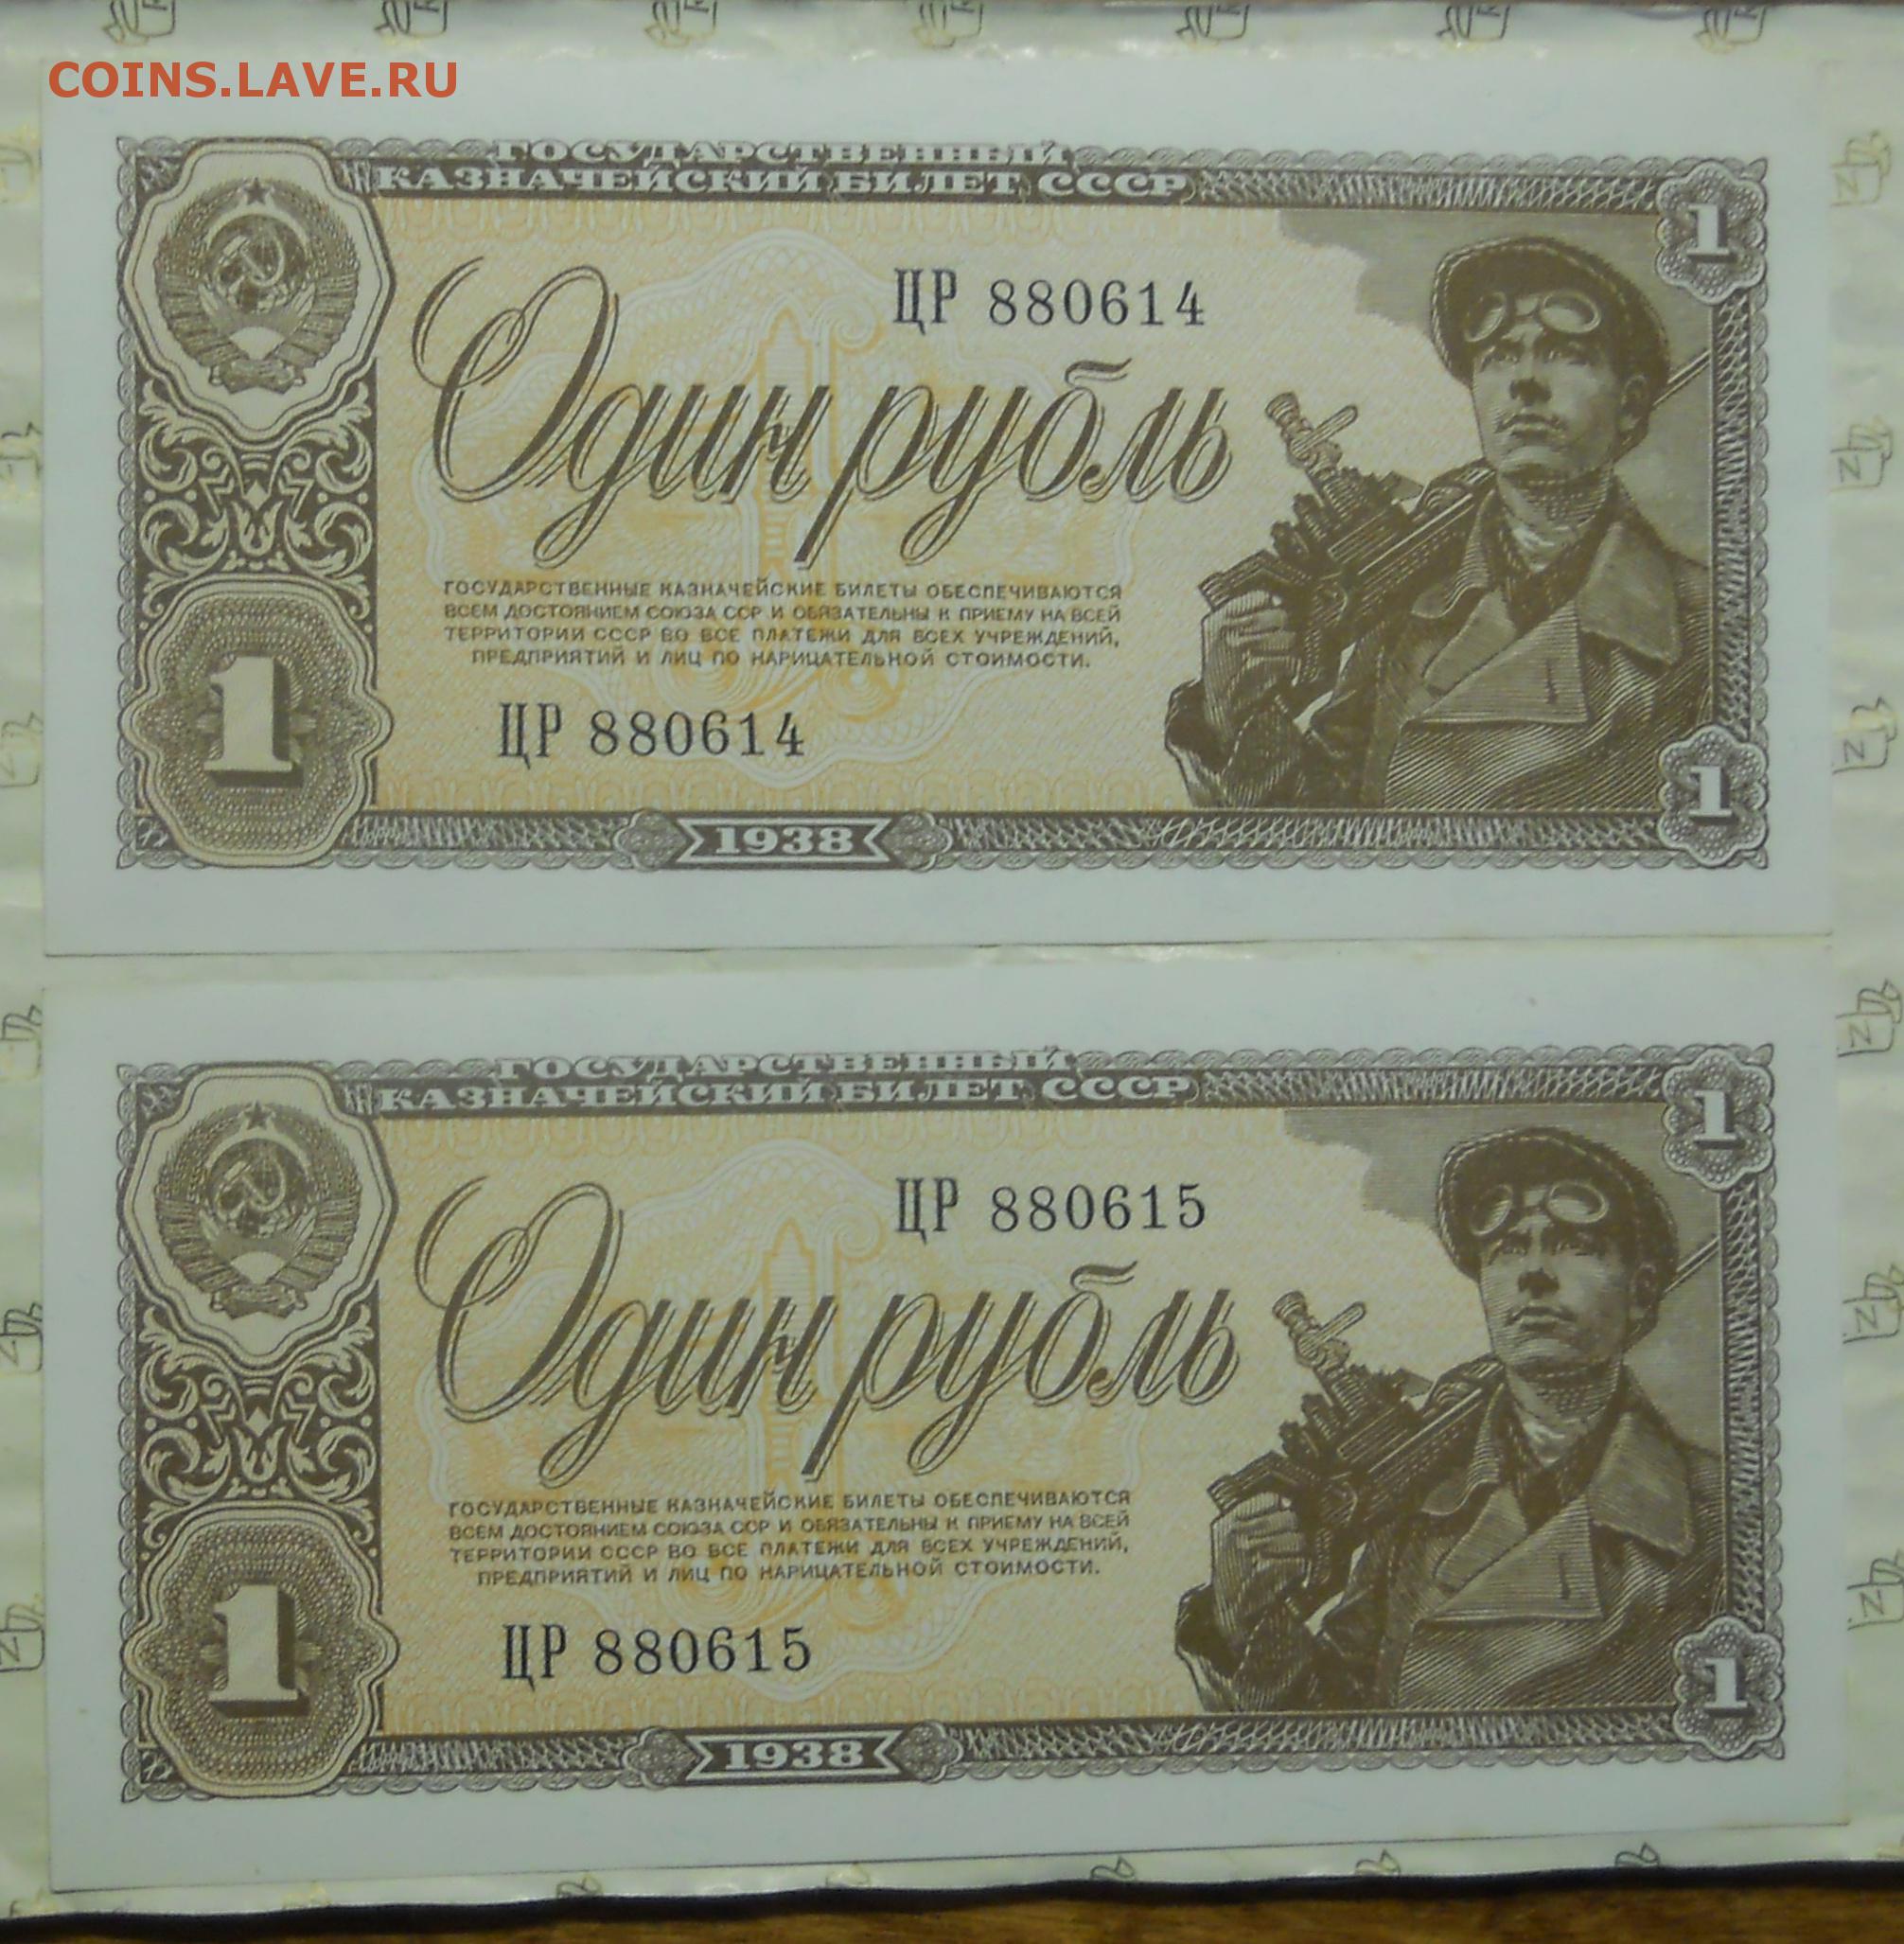 COINS.LAVE.RU
ГОСУДАРСТВЕННЫЙ
КАЗНАЧЕЙСКИЙ БИЛЕТ СССР
1
ЦР 880614
Один рубль
ГОСУДАРСТВЕННЫЕ КАЗНАЧЕЙСКИЕ БИЛЕТЫ ОБЕСПЕЧИВАЮТСЯ
ВСЕМ ДОСТОЯНИЕМ СОЮЗА ССР И ОБЯЗАТЕЛЬНЫ К ПРИЕМУ НА ВСЕЙ
ТЕРРИТОРИИ СССР ВО ВСЕ ПЛАТЕЖИ ДЛЯ ВСЕХ УЧРЕЖДЕНИЙ,
ПРЕДПРИЯТИЙ И ЛИЦ ПО НАРИЦАТЕЛЬНОЙ СТОИМОСТИ.
1
ЦР 880614
1
1938
ГОСУДАРСТВЕННЫЙ
КАЗНАЧЕЙСКИЙ БИЛЕТ СССР
1
ЦР 880615
Один рубль
ГОСУДАРСТВЕННЫЕ КАЗНАЧЕЙСКИЕ БИЛЕТЫ ОБЕСПЕЧИВАЮТСЯ
ВСЕМ ДОСТОЯНИЕМ СОЮЗА ССР И ОБЯЗАТЕЛЬНЫ К ПРИЕМУ НА ВСЕЙ
ТЕРРИТОРИИ СССР ВО ВСЕ ПЛАТЕЖИ ДЛЯ ВСЕХ УЧРЕЖДЕНИЙ,
ПРЕДПРИЯТИЙ И ЛИЦ ПО НАРИЦАТЕЛЬНОЙ СТОИМОСТИ.
1
ЦР 880615
1
1938